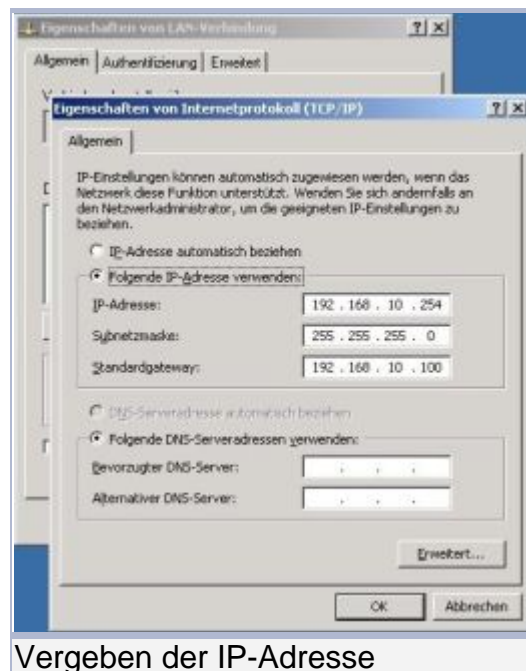 Eigenschaften von LAN-Verbindung
Allgemein Authentifizierung Erweitert
Eigenschaften von Internetprotokoll (TCP/IP)
Allgemein
IP-Einstellungen können automatisch zugewiesen werden, wenn das
Netzwerk diese Funktion unterstützt. Wenden Sie sich andernfalls an
den Netzwerkadministrator, um die geeigneten IP-Einstellungen zu
beziehen.
IP-Adresse automatisch beziehen
Folgende IP-Adresse verwenden:
IP-Adresse: 192 . 168 . 10 . 254
Subnetzmaske: 255 . 255 . 255 . 0
Standardgateway: 192 . 168 . 10 . 100
DNS-Serveradresse automatisch beziehen
Folgende DNS-Serveradressen verwenden:
Bevorzugter DNS-Server: . . .
Alternativer DNS-Server: . . .
Erweitert...
OK Abbrechen
Vergeben der IP-Adresse